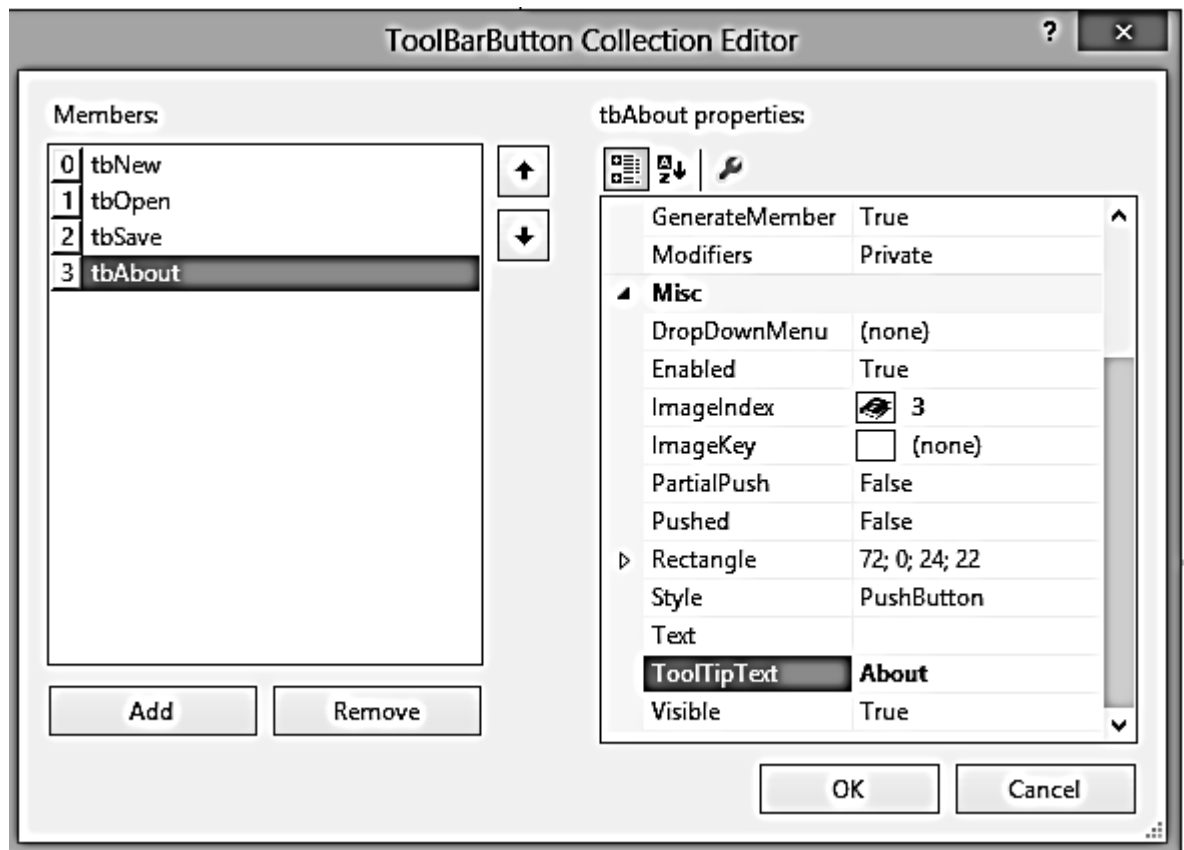 ToolBarButton Collection Editor ? ×
Members:
0 tbNew
1 tbOpen
2 tbSave
3 tbAbout
Add Remove
tbAbout properties:
GenerateMember True
Modifiers Private
Misc
DropDownMenu (none)
Enabled True
ImageIndex 3
ImageKey (none)
PartialPush False
Pushed False
Rectangle 72; 0; 24; 22
Style PushButton
Text
ToolTipText About
Visible True
OK Cancel